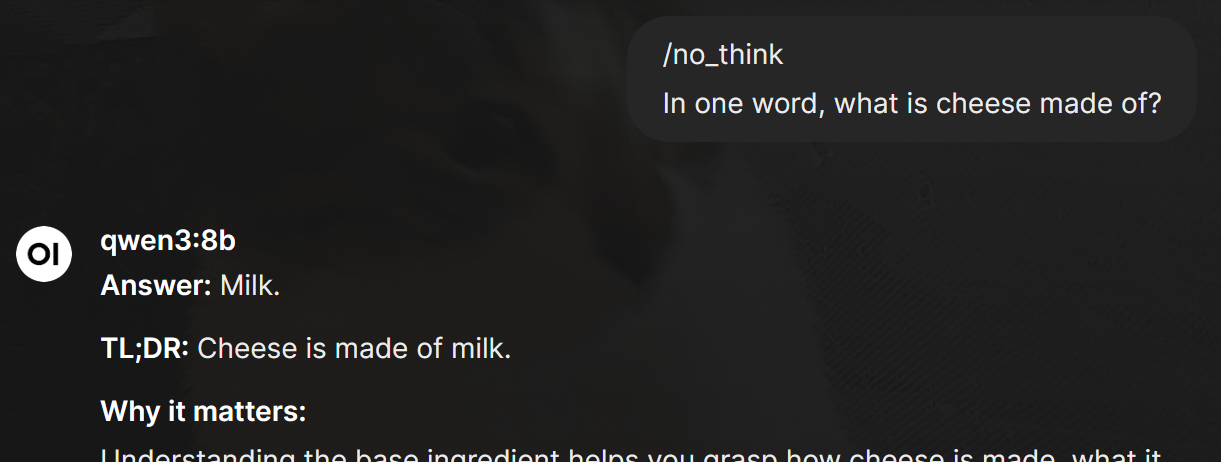 /no_think
In one word, what is cheese made of?
OI
qwen3:8b
Answer: Milk.
TL;DR: Cheese is made of milk.
Why it matters:
Understanding the base ingredient helps you grasp how cheese is made, what it